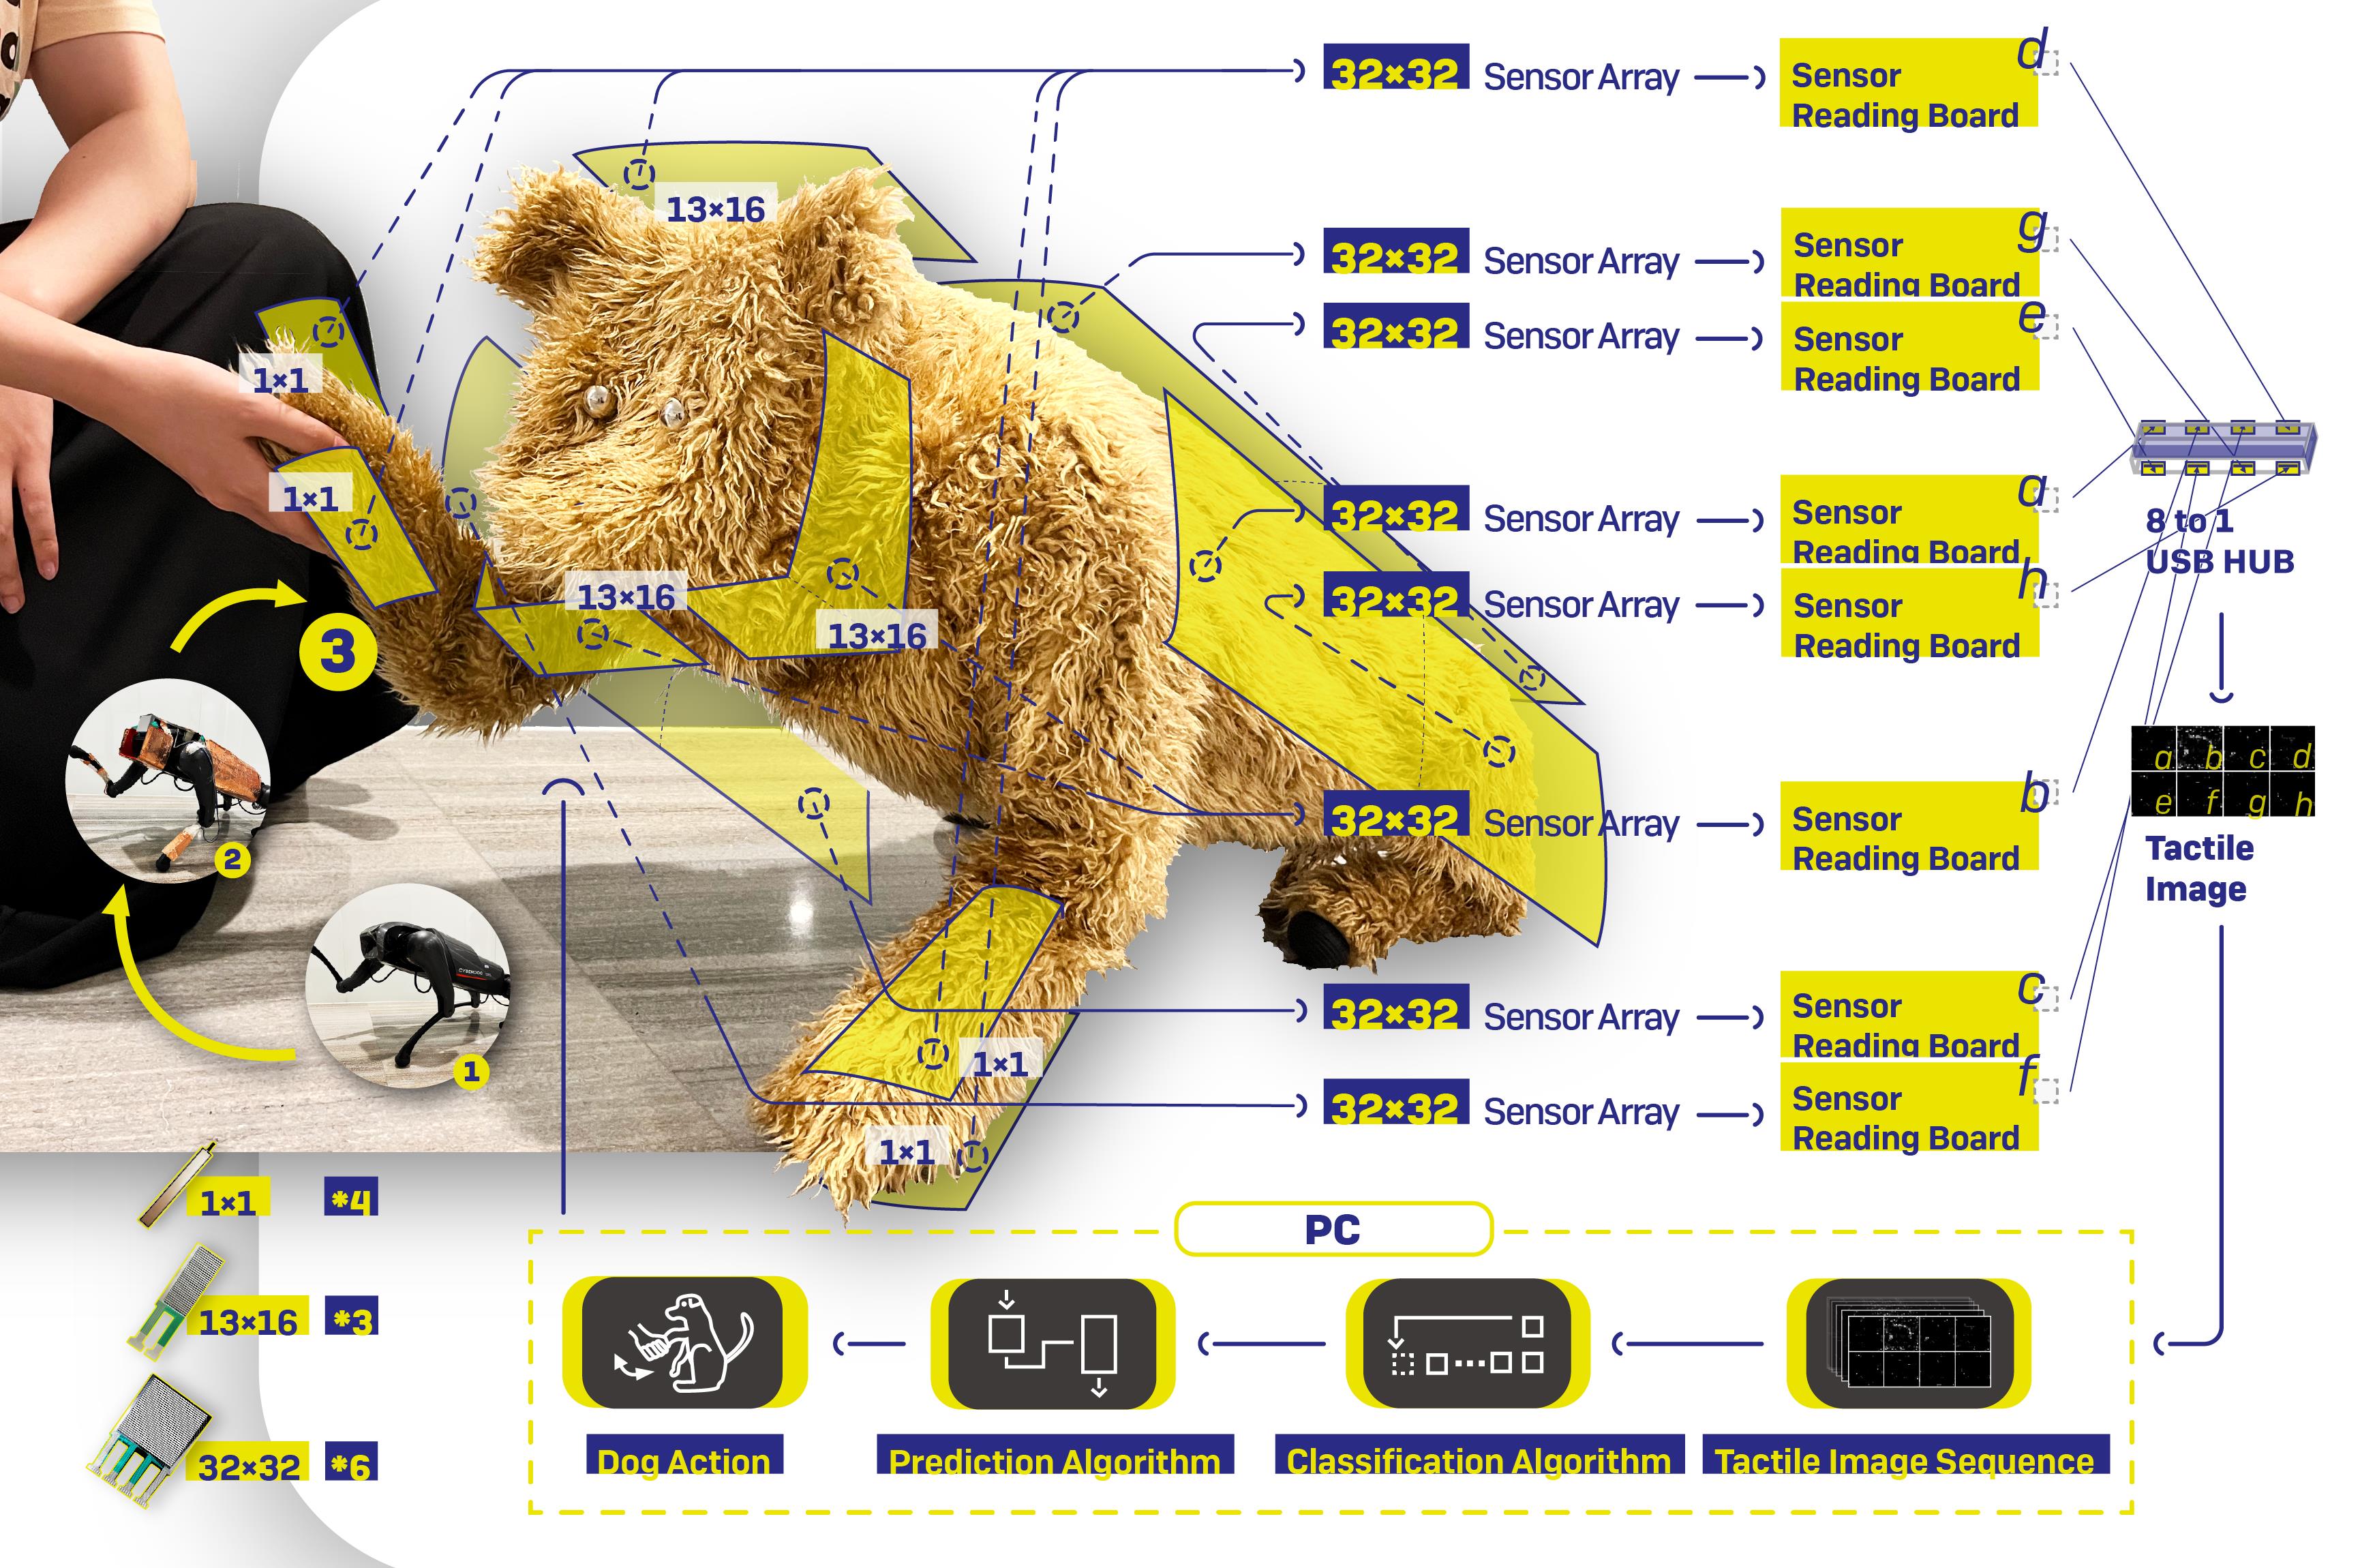 32×32 Sensor Array
Sensor
Reading Board
d
13×16
32×32 Sensor Array
Sensor
Reading Board
g
32×32 Sensor Array
Sensor
Reading Board
e
1×1
1×1
32×32 Sensor Array
Sensor
Reading Board
a
8 to 1
USB HUB
13×16
13×16
32×32 Sensor Array
Sensor
Reading Board
h
3
32×32 Sensor Array
Sensor
Reading Board
b
a b c d
e f g h
Tactile
Image
2
1
32×32 Sensor Array
Sensor
Reading Board
c
1×1
32×32 Sensor Array
Sensor
Reading Board
f
1×1
1×1 *4
13×16 *3
32×32 *6
PC
Dog Action
Prediction Algorithm
Classification Algorithm
Tactile Image Sequence